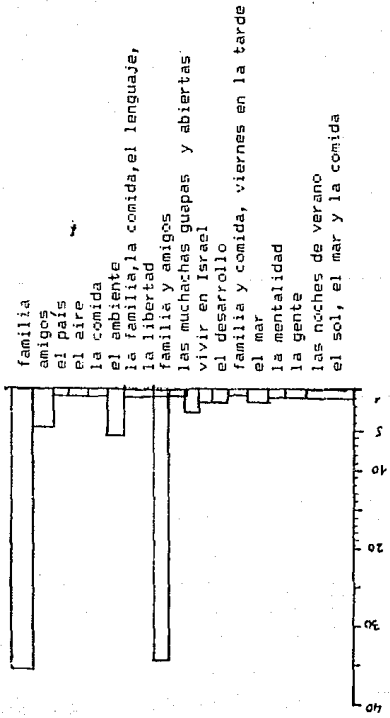 familia
amigos
el país
el aire
la comida
el ambiente
la familia,la comida,el lenguaje,
la libertad
familia y amigos
las muchachas guapas y abiertas
vivir en Israel
el desarrollo
familia y comida, viernes en la tarde
el mar
la mentalidad
la gente
las noches de verano
el sol, el mar y la comida
5
10
20
30
40